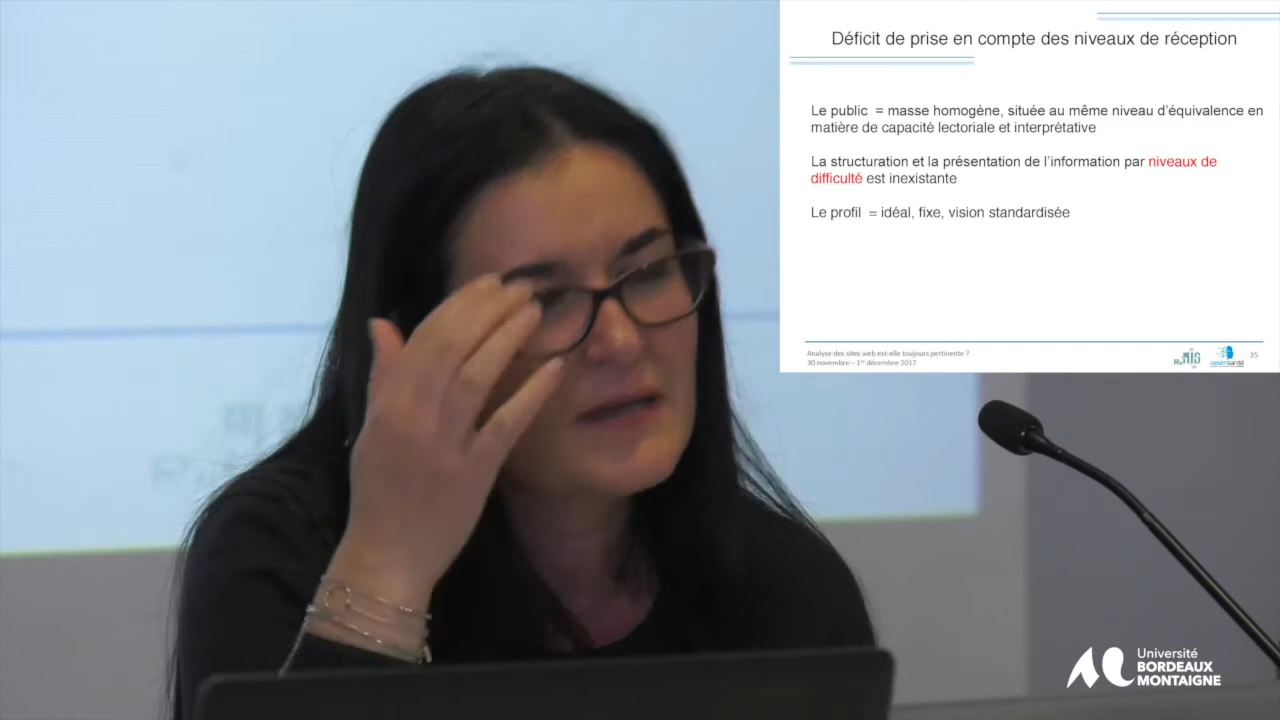 Déficit de prise en compte des niveaux de réception
Le public = masse homogène, située au même niveau d'équivalence en
matière de capacité lectoriale et interprétative
La structuration et la présentation de l'information par niveaux de
difficulté est inexistante
Le profil = idéal, fixe, vision standardisée
Analyse des sites web est-elle toujours pertinente ?
30 novembre – 1er décembre 2017
35
Université
BORDEAUX
MONTAIGNE